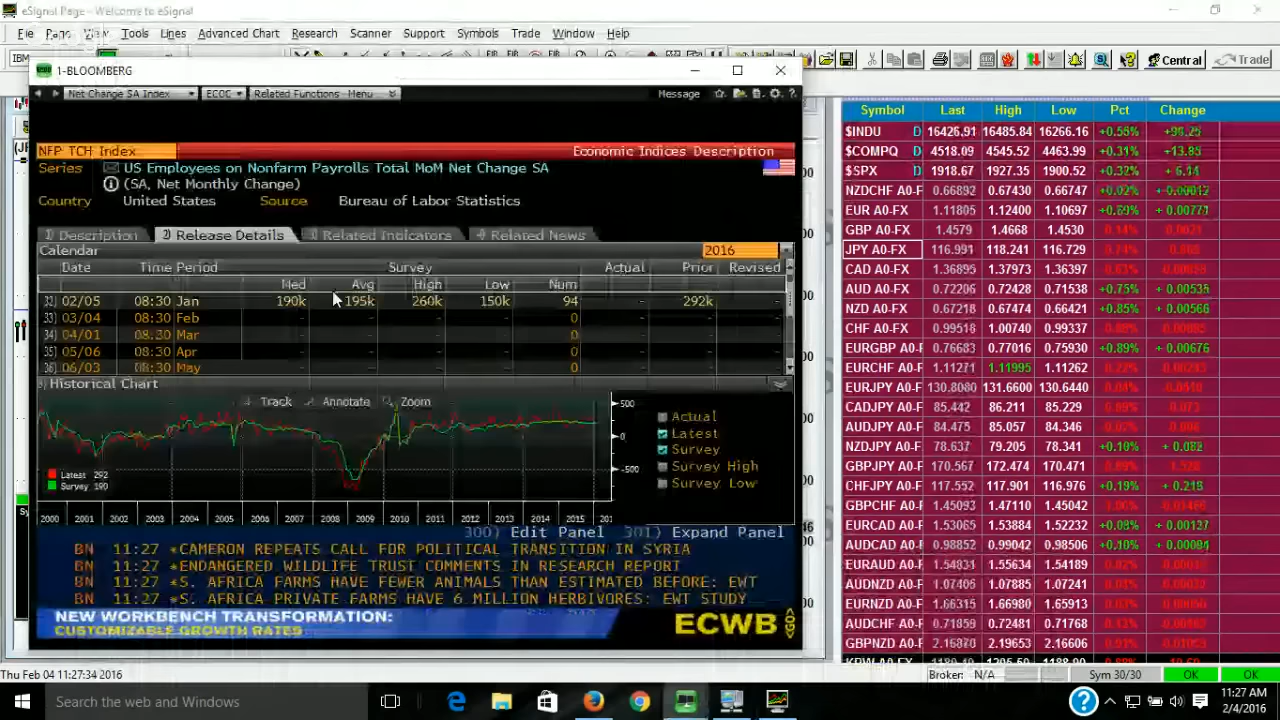 eSignal Page - Welcome to eSignal
File Page View Tools Lines Advanced Chart Research Scanner Support Symbols Trade Window Help
IBM
Central Trade
1-BLOOMBERG
Net Change SA Index ECOC Related Functions Menu Message
NFP TCH Index Economic Indices Description
Series US Employees on Nonfarm Payrolls Total MoM Net Change SA
(SA, Net Monthly Change)
Country United States Source Bureau of Labor Statistics
1) Description 2) Release Details 3) Related Indicators 4) Related News
Calendar 2016
Date Time Period Survey Actual Prior Revised
Med Avg High Low Num
32) 02/05 08:30 Jan 190k 195k 260k 150k 94 - 292k -
33) 03/04 08:30 Feb - - - - 0 - - -
34) 04/01 08:30 Mar - - - - 0 - - -
35) 05/06 08:30 Apr - - - - 0 - - -
36) 06/03 08:30 May - - - - 0 - - -
Historical Chart
Track Annotate Zoom
500
0
-500
Actual
Latest
Survey
Survey High
Survey Low
Latest 292
Survey 190
2000 2001 2002 2003 2004 2005 2006 2007 2008 2009 2010 2011 2012 2013 2014 2015 201
300) Edit Panel 301) Expand Panel
BN 11:27 *CAMERON REPEATS CALL FOR POLITICAL TRANSITION IN SYRIA
BN 11:27 *ENDANGERED WILDLIFE TRUST COMMENTS IN RESEARCH REPORT
BN 11:27 *S. AFRICA FARMS HAVE FEWER ANIMALS THAN ESTIMATED BEFORE: EWT
BN 11:27 *S. AFRICA PRIVATE FARMS HAVE 6 MILLION HERBIVORES: EWT STUDY
NEW WORKBENCH TRANSFORMATION:
CUSTOMIZABLE GROWTH RATES
ECWB GO
Symbol Last High Low Pct Change
$INDU D 16426.91 16485.84 16266.16 +0.55%
$COMPQ D 4518.09 4545.52 4463.99 +0.31% +13.85
$SPX D 1918.67 1927.35 1900.52 +0.32% + 6.14
NZDCHF A0-FX 0.66892 0.67430 0.66747 +0.02%
EUR A0-FX 1.11805 1.12400 1.10697 +0.69% + 0.00771
GBP A0-FX 1.4579 1.4668 1.4530
JPY A0-FX 116.991 118.241 116.729
CAD A0-FX 1.36895 1.37973 1.36397
AUD A0-FX 0.72206 0.72428 0.71538 +0.75% + 0.00535
NZD A0-FX 0.67218 0.67474 0.66421 +0.85% + 0.00566
CHF A0-FX 0.99518 1.00740 0.99337
EURGBP A0-F 0.76683 0.77016 0.75930 +0.89% + 0.00676
EURCHF A0-F 1.11271 1.11995 1.11262
EURJPY A0-F 130.8080 131.6600 130.6440
CADJPY A0-F 85.442 86.211 85.229
AUDJPY A0-F 84.475 85.057 84.346
NZDJPY A0-F 78.637 79.205 78.341 +0.10% + 0.082
GBPJPY A0-F 170.567 172.474 170.471
CHFJPY A0-F 117.552 117.901 116.976 +0.19% + 0.218
GBPCHF A0-F 1.45093 1.47110 1.45042
EURCAD A0-F 1.53065 1.53884 1.52232 +0.08% + 0.00127
AUDCAD A0-F 0.98852 0.99042 0.98506 +0.10%
EURAUD A0-F 1.54831 1.55634 1.54189
AUDNZD A0-F 1.07405 1.07885 1.07241
EURNZD A0-F 1.66315 1.66980 1.65913
AUDCHF A0-F 0.71859 0.72481 0.71768
GBPNZD A0-F 2.16870 2.19653 2.16606
Thu Feb 04 11:27:34 2016 Broker: N/A Sym 30/30 OK OK
Search the web and Windows
11:27 AM
2/4/2016